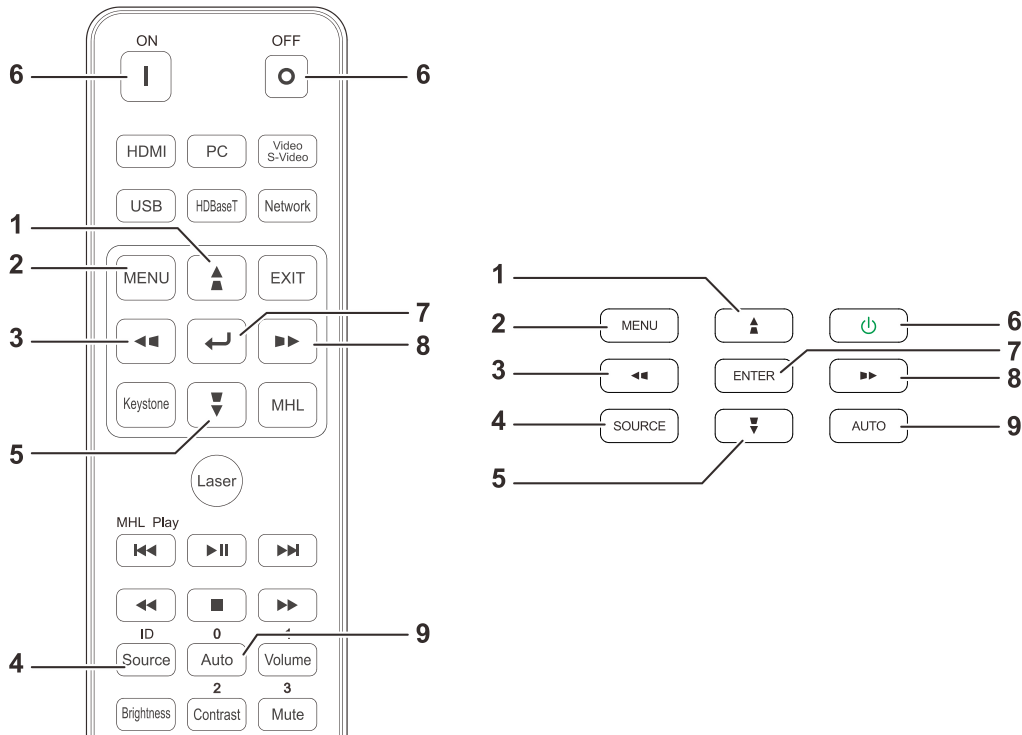 ON OFF
6 6
HDMI PC Video
S-Video
USB HDBaseT Network
1
2 MENU EXIT
7
3 8
Keystone MHL
5
Laser
MHL Play
ID 0
9
4 Source Auto Volume
2 3
Brightness Contrast Mute
1
2 MENU 6
7
3 ENTER 8
4 SOURCE AUTO 9
5